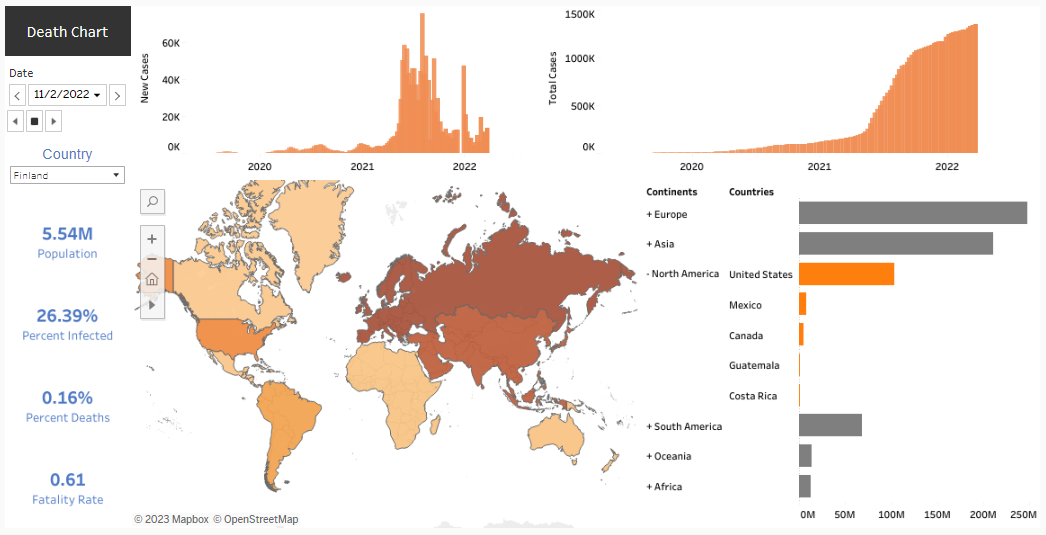 Death Chart
Date
11/2/2022
Country
Finland
5.54M
Population
26.39%
Percent Infected
0.16%
Percent Deaths
0.61
Fatality Rate
New Cases
60K
40K
20K
0K
2020
2021
2022
Total Cases
1500K
1000K
500K
0K
2020
2021
2022
© 2023 Mapbox © OpenStreetMap
Continents Countries
+ Europe
+ Asia
- North America United States
Mexico
Canada
Guatemala
Costa Rica
+ South America
+ Oceania
+ Africa
0M 50M 100M 150M 200M 250M